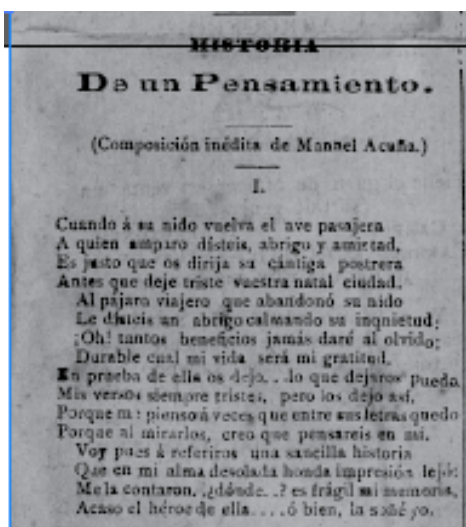 HISTORIA
De un Pensamiento.
(Composición inédita de Manuel Acuña.)
I.
Cuando á su nido vuelva el ave pasajera
A quien amparo disteis, abrigo y amistad,
Es justo que os dirija su cántiga postrera
Antes que deje triste vuestra natal ciudad.
Al pájaro viajero que abandonó su nido
Le disteis un abrigo calmando su inquietud;
¡Oh! tantos beneficios jamás daré al olvido;
Durable cual mi vida será mi gratitud.
En prueba de ella os dejo...lo que dejaros pueda
Mis versos siempre tristes, pero los dejo así,
Porque me pienso á veces que entre sus letras quedo
Porque al mirarlos, creo que pensareis en mi.
Voy pues á referiros una sencilla historia
Que en mi alma desolada honda impresión dejó:
Me la contaron, ¿dónde..? es frágil mi memoria,
Acaso el héroe de ella....ó bien, la soñé yo.